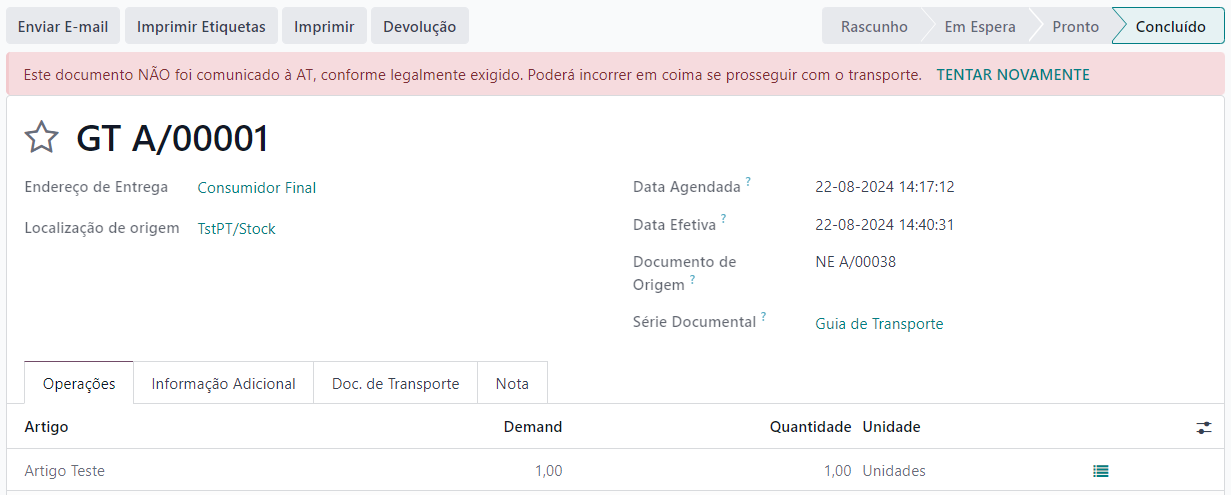 Enviar E-mail Imprimir Etiquetas Imprimir Devolução Rascunho Em Espera Pronto Concluído
Este documento NÃO foi comunicado à AT, conforme legalmente exigido. Poderá incorrer em coima se prosseguir com o transporte. TENTAR NOVAMENTE
GT A/00001
Endereço de Entrega Consumidor Final
Localização de origem TstPT/Stock
Data Agendada ? 22-08-2024 14:17:12
Data Efetiva ? 22-08-2024 14:40:31
Documento de Origem ? NE A/00038
Série Documental ? Guia de Transporte
Operações Informação Adicional Doc. de Transporte Nota
Artigo Demand Quantidade Unidade
Artigo Teste 1,00 1,00 Unidades